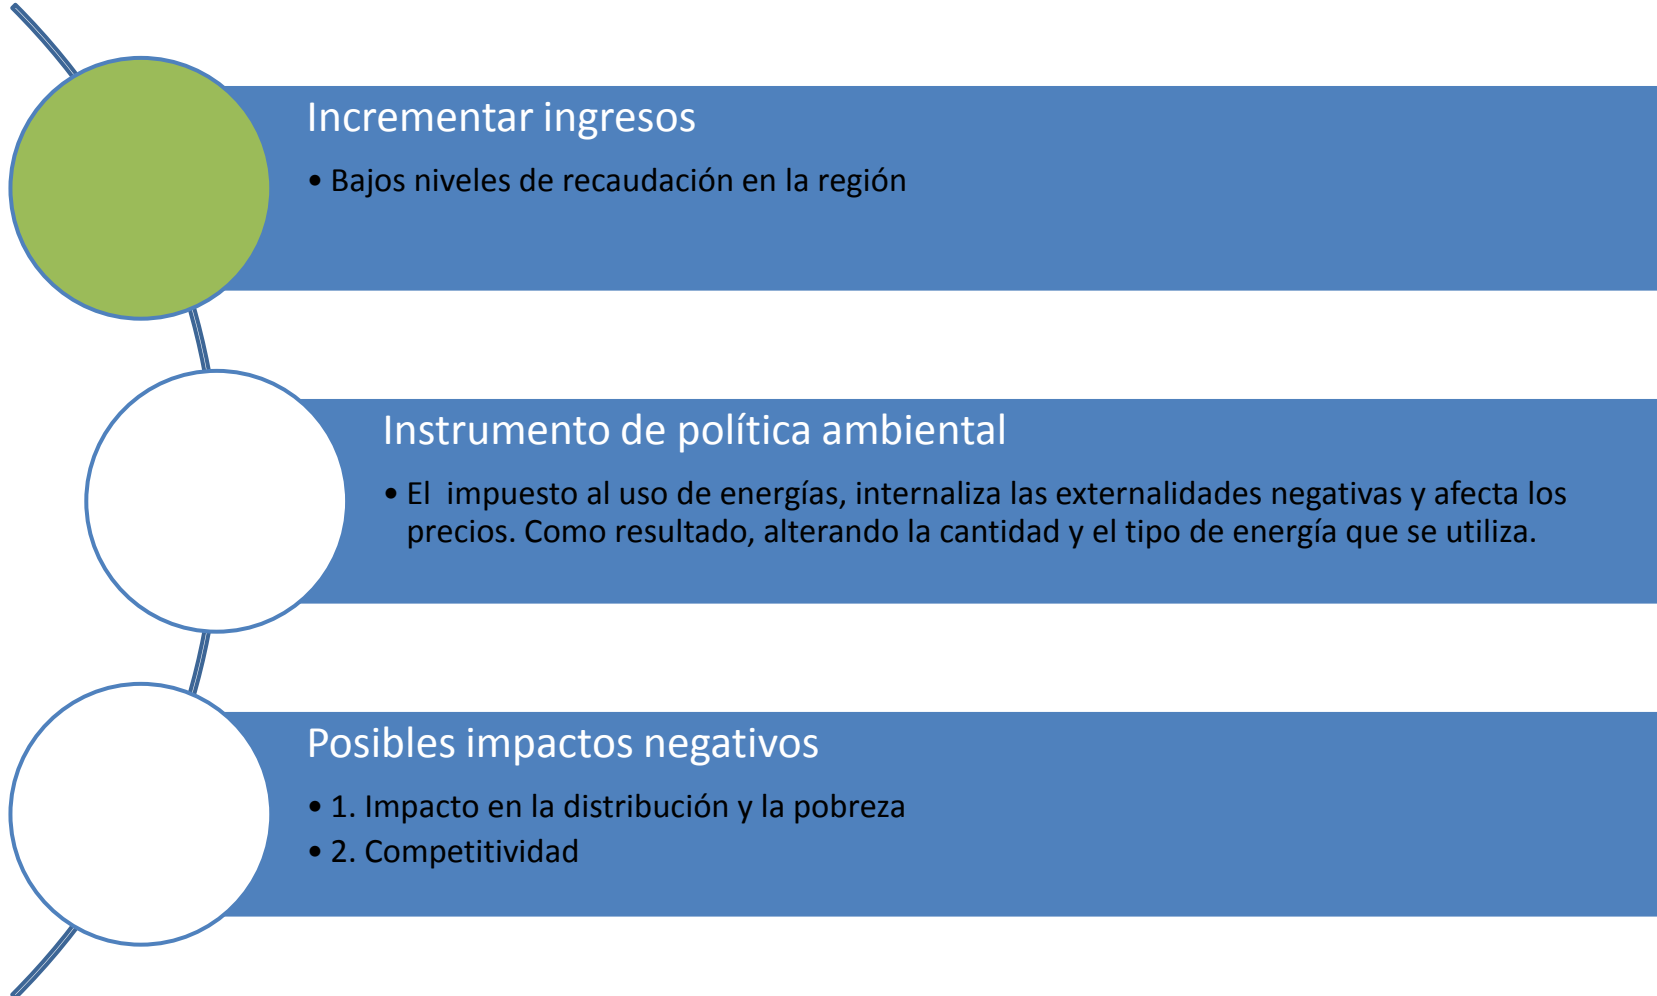 Incrementar ingresos
• Bajos niveles de recaudación en la región
Instrumento de política ambiental
• El  impuesto al uso de energías, internaliza las externalidades negativas y afecta los
precios. Como resultado, alterando la cantidad y el tipo de energía que se utiliza.
Posibles impactos negativos
• 1. Impacto en la distribución y la pobreza
• 2. Competitividad